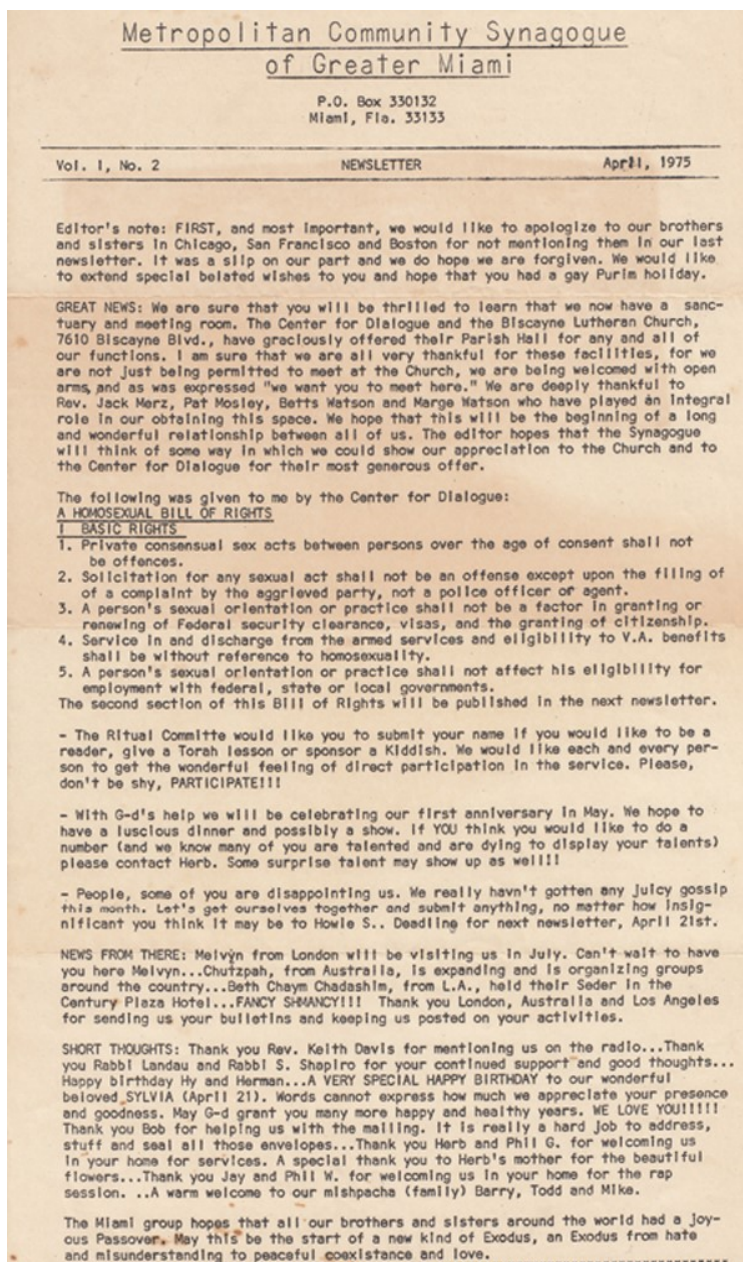 Metropolitan Community Synagogue
of Greater Miami
P.O. Box 330132
Miami, Fla. 33133
Vol. I, No. 2 NEWSLETTER April, 1975
Editor's note: FIRST, and most important, we would like to apologize to our brothers
and sisters in Chicago, San Francisco and Boston for not mentioning them in our last
newsletter. It was a slip on our part and we do hope we are forgiven. We would like
to extend special belated wishes to you and hope that you had a gay Purim holiday.
GREAT NEWS: We are sure that you will be thrilled to learn that we now have a sanc-
tuary and meeting room. The Center for Dialogue and the Biscayne Lutheran Church,
7610 Biscayne Blvd., have graciously offered their Parish Hall for any and all of
our functions. I am sure that we are all very thankful for these facilities, for we
are not just being permitted to meet at the Church, we are being welcomed with open
arms, and as was expressed "we want you to meet here." We are deeply thankful to
Rev. Jack Merz, Pat Mosley, Betts Watson and Marge Watson who have played an integral
role in our obtaining this space. We hope that this will be the beginning of a long
and wonderful relationship between all of us. The editor hopes that the Synagogue
will think of some way in which we could show our appreciation to the Church and to
the Center for Dialogue for their most generous offer.
The following was given to me by the Center for Dialogue:
A HOMOSEXUAL BILL OF RIGHTS
I BASIC RIGHTS
1. Private consensual sex acts between persons over the age of consent shall not
be offences.
2. Solicitation for any sexual act shall not be an offense except upon the filing of
of a complaint by the aggrieved party, not a police officer or agent.
3. A person's sexual orientation or practice shall not be a factor in granting or
renewing of Federal security clearance, visas, and the granting of citizenship.
4. Service in and discharge from the armed services and eligibility to V.A. benefits
shall be without reference to homosexuality.
5. A person's sexual orientation or practice shall not affect his eligibility for
employment with federal, state or local governments.
The second section of this Bill of Rights will be published in the next newsletter.
- The Ritual Committe would like you to submit your name if you would like to be a
reader, give a Torah lesson or sponsor a Kiddish. We would like each and every per-
son to get the wonderful feeling of direct participation in the service. Please,
don't be shy, PARTICIPATE!!!
- With G-d's help we will be celebrating our first anniversary in May. We hope to
have a luscious dinner and possibly a show. If YOU think you would like to do a
number (and we know many of you are talented and are dying to display your talents)
please contact Herb. Some surprise talent may show up as well!!!
- People, some of you are disappointing us. We really havn't gotten any juicy gossip
this month. Let's get ourselves together and submit anything, no matter how insig-
nificant you think it may be to Howie S.. Deadline for next newsletter, April 21st.
NEWS FROM THERE: Melvyn from London will be visiting us in July. Can't wait to have
you here Melvyn...Chutzpah, from Australia, is expanding and is organizing groups
around the country...Beth Chaym Chadashim, from L.A., held their Seder in the
Century Plaza Hotel...FANCY SHMANCY!!! Thank you London, Australia and Los Angeles
for sending us your bulletins and keeping us posted on your activities.
SHORT THOUGHTS: Thank you Rev. Keith Davis for mentioning us on the radio...Thank
you Rabbi Landau and Rabbi S. Shapiro for your continued support and good thoughts...
Happy birthday Hy and Herman...A VERY SPECIAL HAPPY BIRTHDAY to our wonderful
beloved SYLVIA (April 21). Words cannot express how much we appreciate your presence
and goodness. May G-d grant you many more happy and healthy years. WE LOVE YOU!!!!!
Thank you Bob for helping us with the mailing. It is really a hard job to address,
stuff and seal all those envelopes...Thank you Herb and Phil G. for welcoming us
in your home for services. A special thank you to Herb's mother for the beautiful
flowers...Thank you Jay and Phil W. for welcoming us in your home for the rap
session. ..A warm welcome to our mishpacha (family) Barry, Todd and Mike.
The Miami group hopes that all our brothers and sisters around the world had a joy-
ous Passover. May this be the start of a new kind of Exodus, an Exodus from hate
and misunderstanding to peaceful coexistance and love.